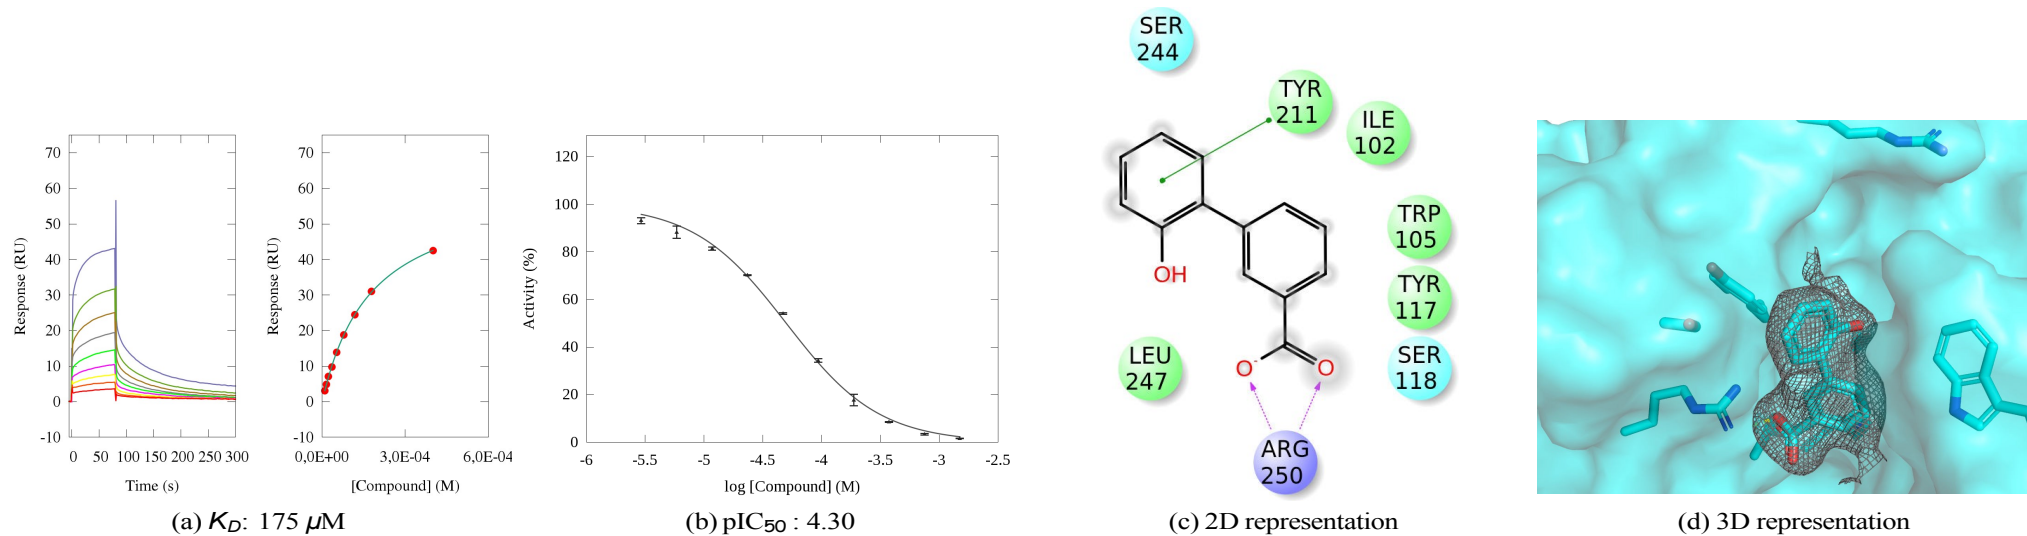 70
60
50
40
30
20
10
0
-10
Response (RU)
0 50 100 150 200 250 300
Time (s)
70
60
50
40
30
20
10
0
-10
Response (RU)
0,0E+00 3,0E-04 6,0E-04
[Compound] (M)
(a) KD: 175 μM
120
100
80
60
40
20
0
Activity (%)
-6 -5.5 -5 -4.5 -4 -3.5 -3 -2.5
log [Compound] (M)
(b) pIC50 : 4.30
SER
244
TYR
211
ILE
102
TRP
105
TYR
117
SER
118
LEU
247
ARG
250
OH
O-
O
(c) 2D representation
(d) 3D representation